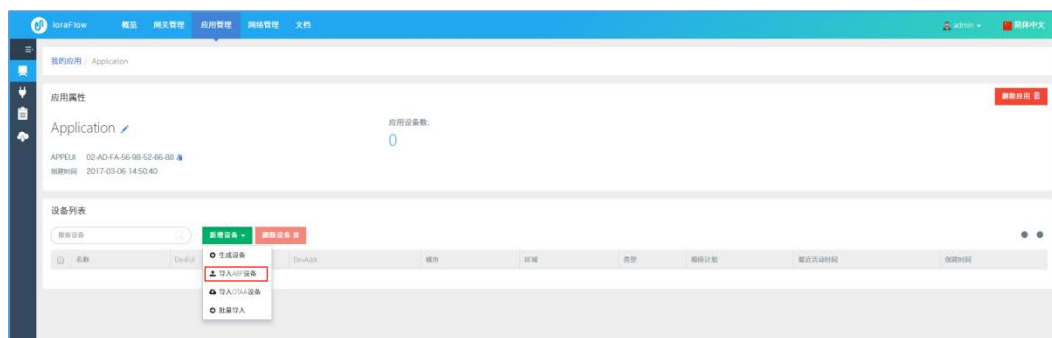 loraFlow 概览 网关管理 应用管理 网络管理 文档 admin 简体中文
我的应用 / Application
应用属性 删除应用
Application 应用设备数:
0
APPEUI 02-AD-FA-56-98-52-66-88
创建时间 2017-03-06 14:50:40
设备列表
搜索设备 新增设备 删除设备
名称 DevEUI DevAddr 城市 区域 类型 模板计划 最近活动时间 创建时间
生成设备
导入ABP设备
导入OTAA设备
批量导入